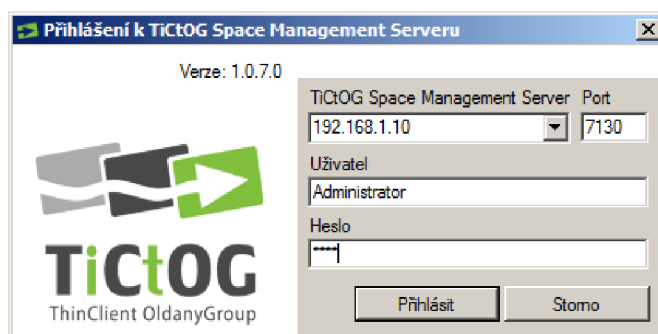 Přihlášení k TiCtOG Space Management Serveru
Verze: 1.0.7.0
TiCtOG Space Management Server Port
192.168.1.10 7130
Uživatel
Administrator
Heslo
****
TiCtOG
ThinClient OldanyGroup
Přihlásit Storno